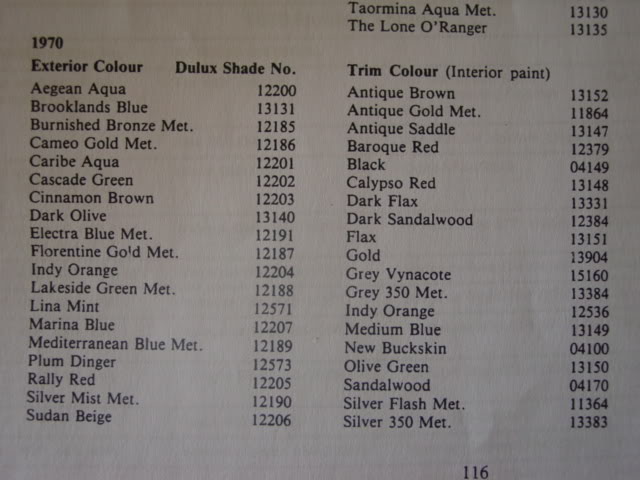 Taormina Aqua Met. 13130
The Lone O'Ranger 13135
1970
Exterior Colour Dulux Shade No.
Aegean Aqua 12200
Brooklands Blue 13131
Burnished Bronze Met. 12185
Cameo Gold Met. 12186
Caribe Aqua 12201
Cascade Green 12202
Cinnamon Brown 12203
Dark Olive 13140
Electra Blue Met. 12191
Florentine Gold Met. 12187
Indy Orange 12204
Lakeside Green Met. 12188
Lina Mint 12571
Marina Blue 12207
Mediterranean Blue Met. 12189
Plum Dinger 12573
Rally Red 12205
Silver Mist Met. 12190
Sudan Beige 12206
Trim Colour (Interior paint)
Antique Brown 13152
Antique Gold Met. 11864
Antique Saddle 13147
Baroque Red 12379
Black 04149
Calypso Red 13148
Dark Flax 13331
Dark Sandalwood 12384
Flax 13151
Gold 13904
Grey Vynacote 15160
Grey 350 Met. 13384
Indy Orange 12536
Medium Blue 13149
New Buckskin 04100
Olive Green 13150
Sandalwood 04170
Silver Flash Met. 11364
Silver 350 Met. 13383
116